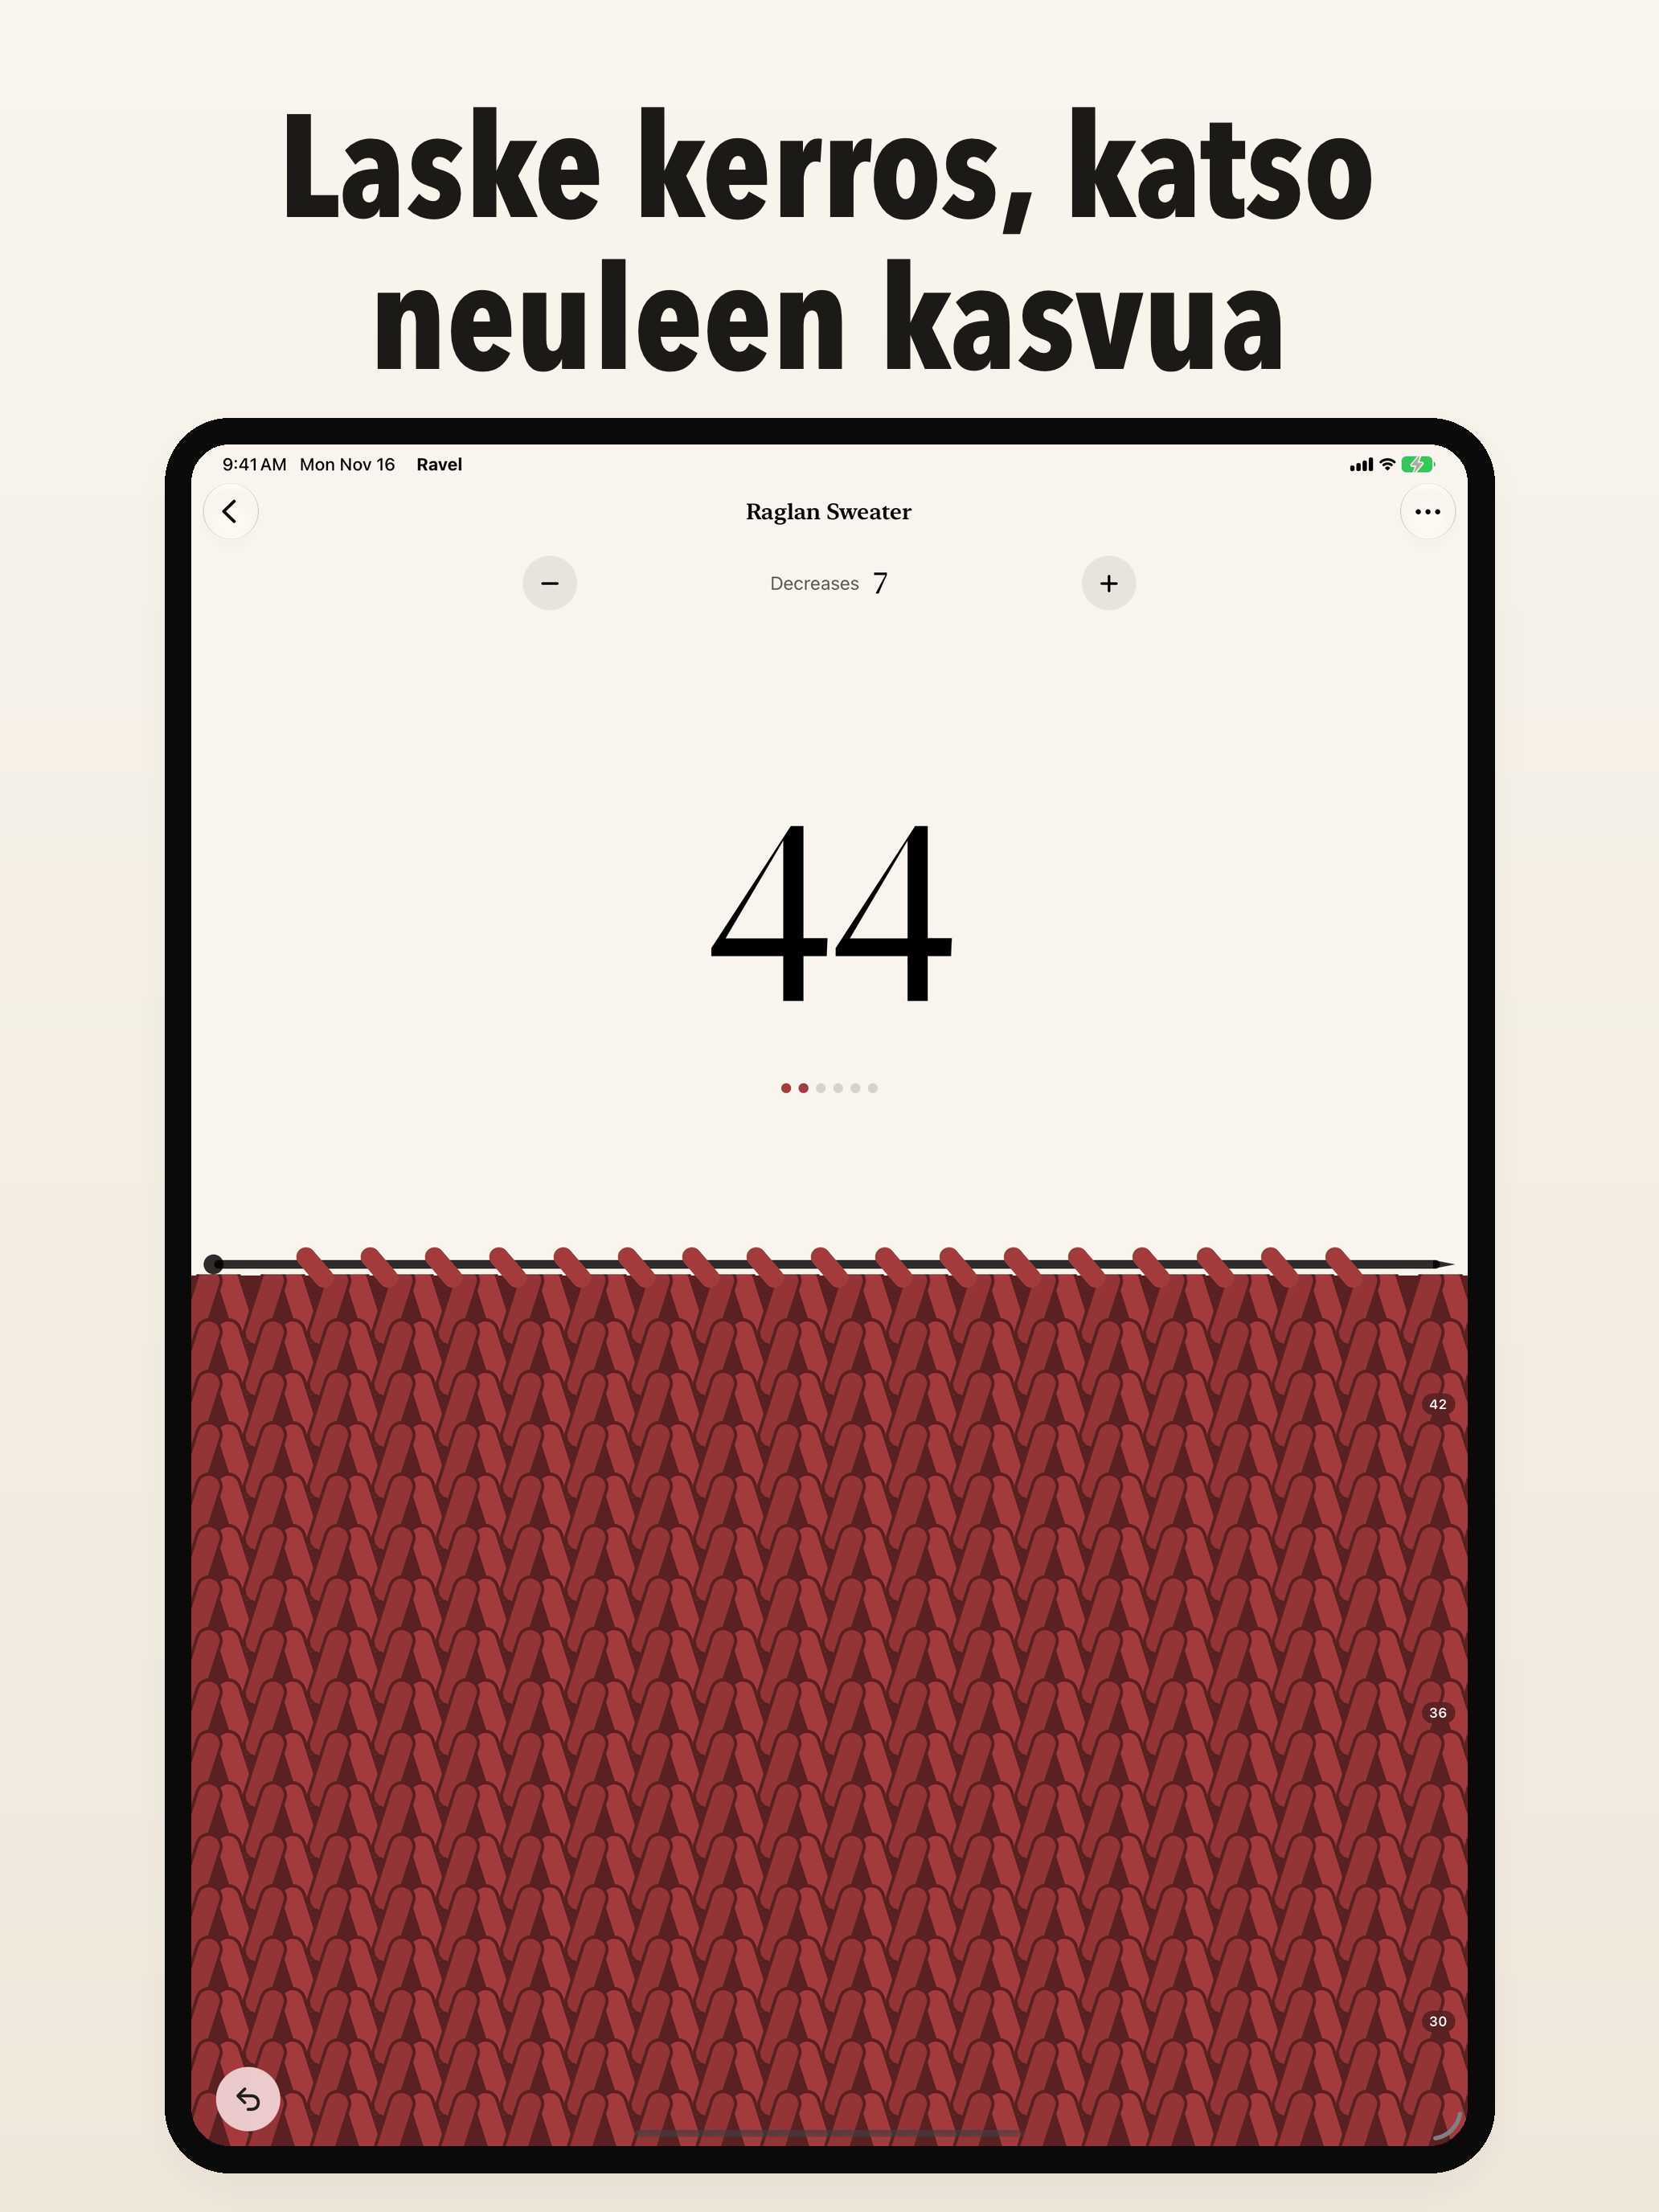 Laske kerros, katso
neuleen kasvua
9:41 AM Mon Nov 16 Ravel
Raglan Sweater
Decreases 7
44
42
36
30